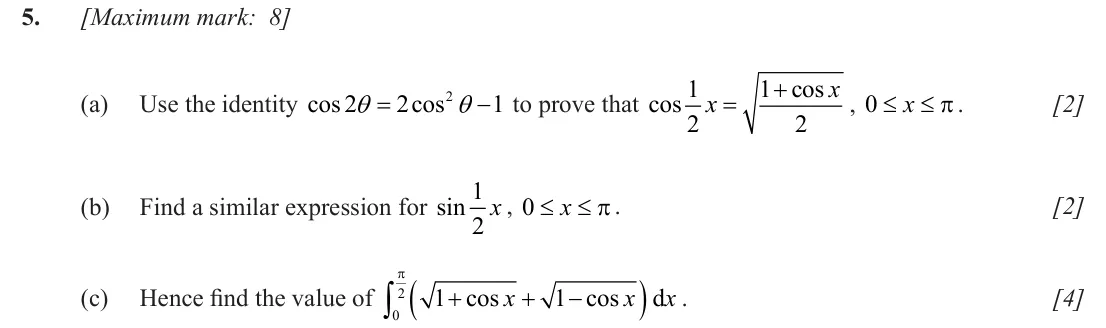 5. [Maximum mark: 8]
(a) Use the identity cos 2θ = 2cos² θ − 1 to prove that cos 1/2 x = √((1 + cos x)/2) , 0 ≤ x ≤ π . [2]
(b) Find a similar expression for sin 1/2 x , 0 ≤ x ≤ π . [2]
(c) Hence find the value of ∫₀^(π/2) (√(1 + cos x) + √(1 − cos x)) dx . [4]